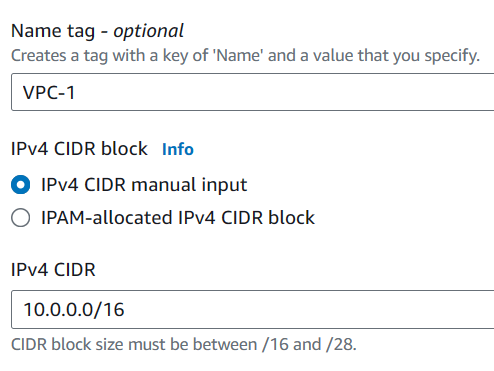 Name tag - optional
Creates a tag with a key of 'Name' and a value that you specify.
VPC-1
IPv4 CIDR block Info
IPv4 CIDR manual input
IPAM-allocated IPv4 CIDR block
IPv4 CIDR
10.0.0.0/16
CIDR block size must be between /16 and /28.